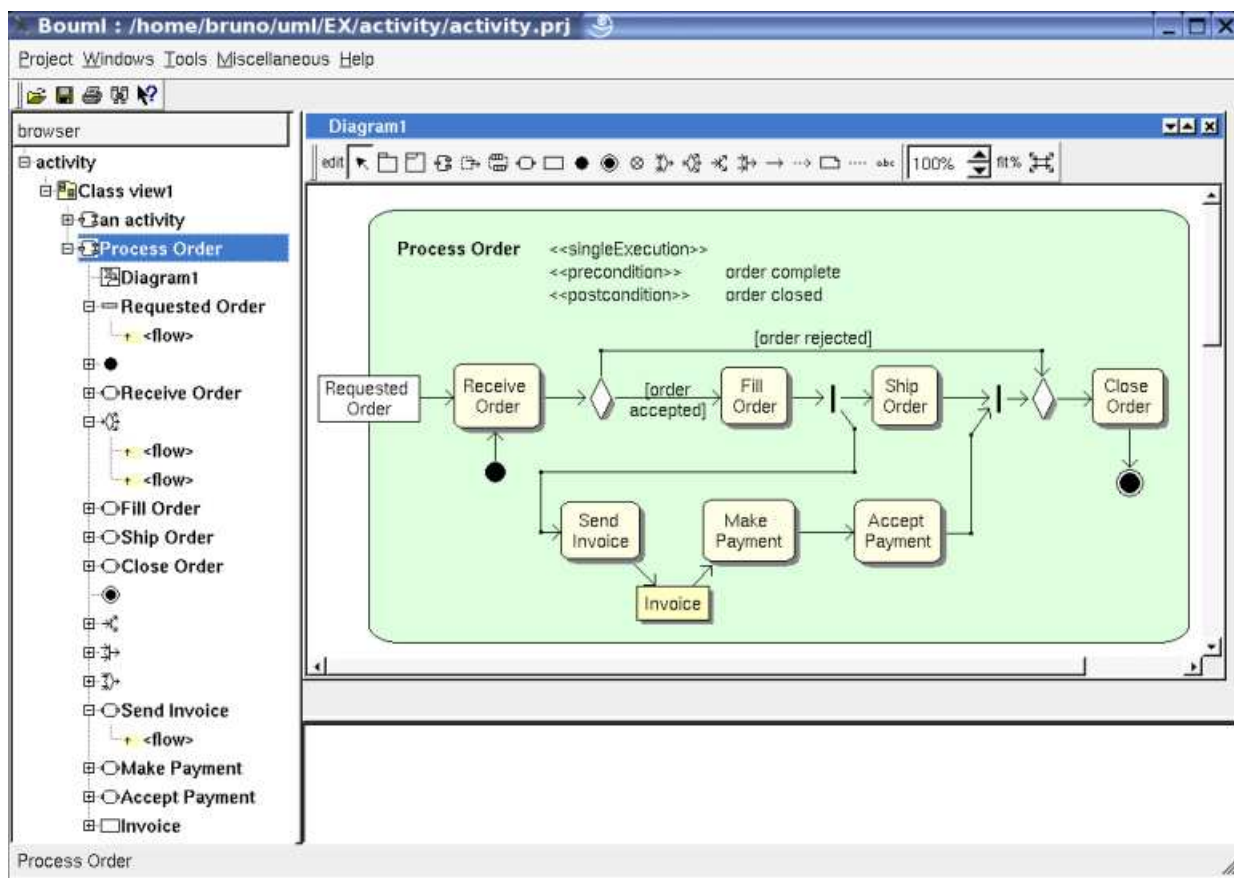 Bouml : /home/bruno/uml/EX/activity/activity.prj
Project Windows Tools Miscellaneous Help
browser
activity
Class view1
an activity
Process Order
Diagram1
Requested Order
<flow>
Receive Order
<flow>
<flow>
Fill Order
Ship Order
Close Order
Send Invoice
<flow>
Make Payment
Accept Payment
Invoice
Diagram1
edit
abc
100%
fit%
Process Order <<singleExecution>>
<<precondition>> order complete
<<postcondition>> order closed
[order rejected]
Requested
Order
Receive
Order
[order
accepted]
Fill
Order
Ship
Order
Close
Order
Send
Invoice
Make
Payment
Accept
Payment
Invoice
Process Order